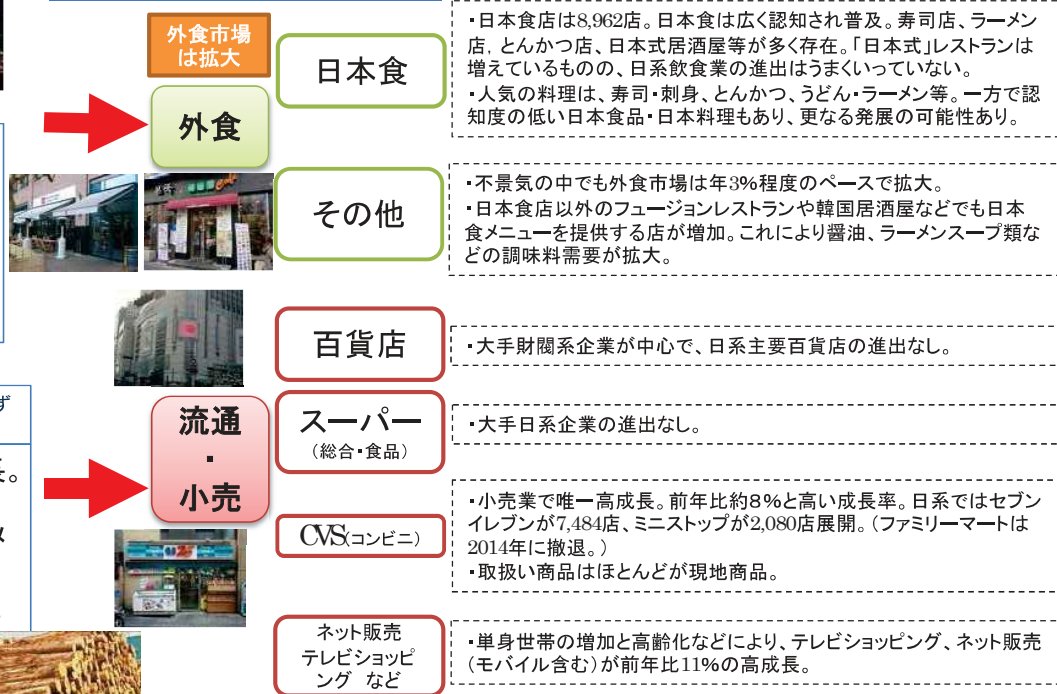 外食市場
は拡大
外食
日本食
・日本食店は8,962店。日本食は広く認知され普及。寿司店、ラーメン
店、とんかつ店、日本式居酒屋等が多く存在。「日本式」レストランは
増えているものの、日系飲食業の進出はうまくいっていない。
・人気の料理は、寿司・刺身、とんかつ、うどん・ラーメン等。一方で認
知度の低い日本食品・日本料理もあり、更なる発展の可能性あり。
その他
・不景気の中でも外食市場は年3%程度のペースで拡大。
・日本食店以外のフュージョンレストランや韓国居酒屋などでも日本
食メニューを提供する店が増加。これにより醤油、ラーメンスープ類な
どの調味料需要が拡大。
百貨店
・大手財閥系企業が中心で、日系主要百貨店の進出なし。
ず
長。
流通
・
小売
スーパー
(総合・食品)
・大手日系企業の進出なし。
CVS(コンビニ)
・小売業で唯一高成長。前年比約8%と高い成長率。日系ではセブン
イレブンが7,484店、ミニストップが2,080店展開。(ファミリーマートは
2014年に撤退。)
・取扱い商品はほとんどが現地商品。
ネット販売
テレビショッピ
ング など
・単身世帯の増加と高齢化などにより、テレビショッピング、ネット販売
(モバイル含む)が前年比11%の高成長。